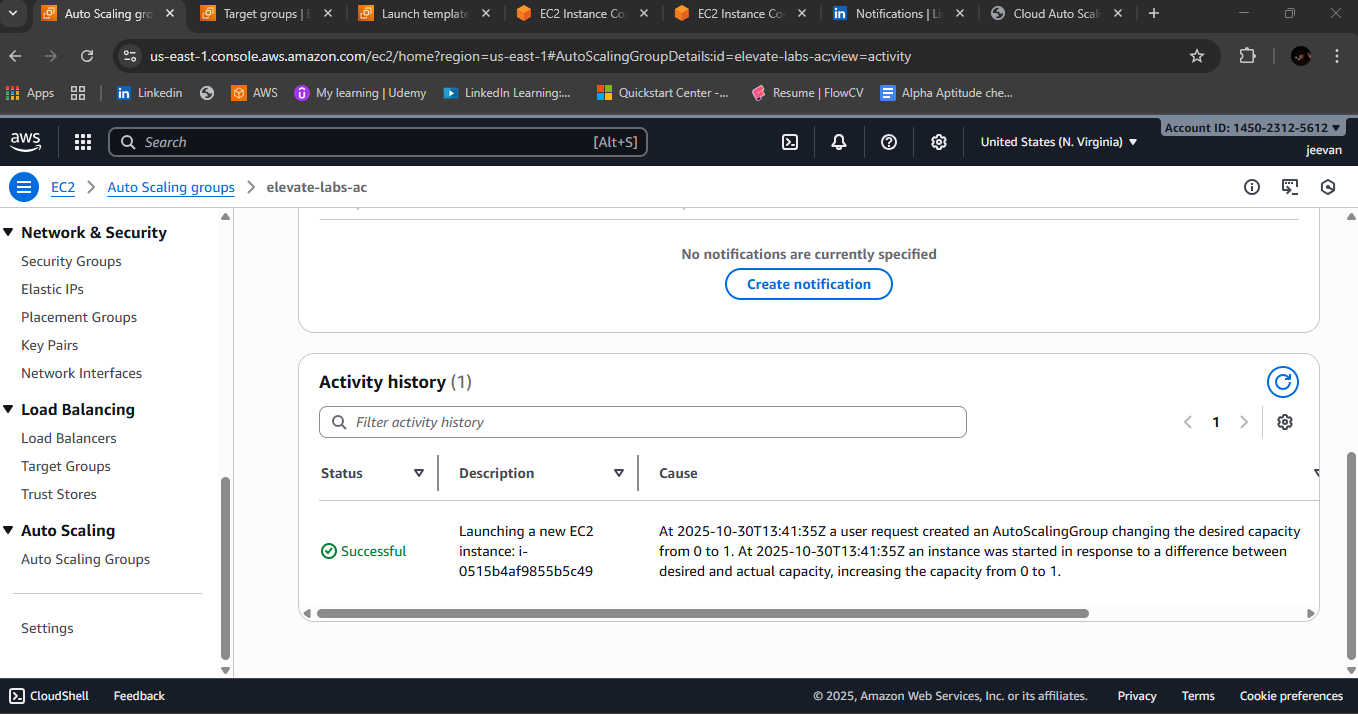 Auto Scaling gro
Target groups | E
Launch template
EC2 Instance Co
EC2 Instance Co
Notifications | Li
Cloud Auto Scali
us-east-1.console.aws.amazon.com/ec2/home?region=us-east-1#AutoScalingGroupDetails:id=elevate-labs-ac;view=activity
Apps
Linkedin
AWS
My learning | Udemy
LinkedIn Learning:...
Quickstart Center -...
Resume | FlowCV
Alpha Aptitude che...
aws
Search
[Alt+S]
United States (N. Virginia)
Account ID: 1450-2312-5612
jeevan
EC2
Auto Scaling groups
elevate-labs-ac
Network & Security
Security Groups
Elastic IPs
Placement Groups
Key Pairs
Network Interfaces
Load Balancing
Load Balancers
Target Groups
Trust Stores
Auto Scaling
Auto Scaling Groups
Settings
No notifications are currently specified
Create notification
Activity history (1)
Filter activity history
1
Status
Description
Cause
Successful
Launching a new EC2
instance: i-
0515b4af9855b5c49
At 2025-10-30T13:41:35Z a user request created an AutoScalingGroup changing the desired capacity
from 0 to 1. At 2025-10-30T13:41:35Z an instance was started in response to a difference between
desired and actual capacity, increasing the capacity from 0 to 1.
CloudShell
Feedback
© 2025, Amazon Web Services, Inc. or its affiliates.
Privacy
Terms
Cookie preferences